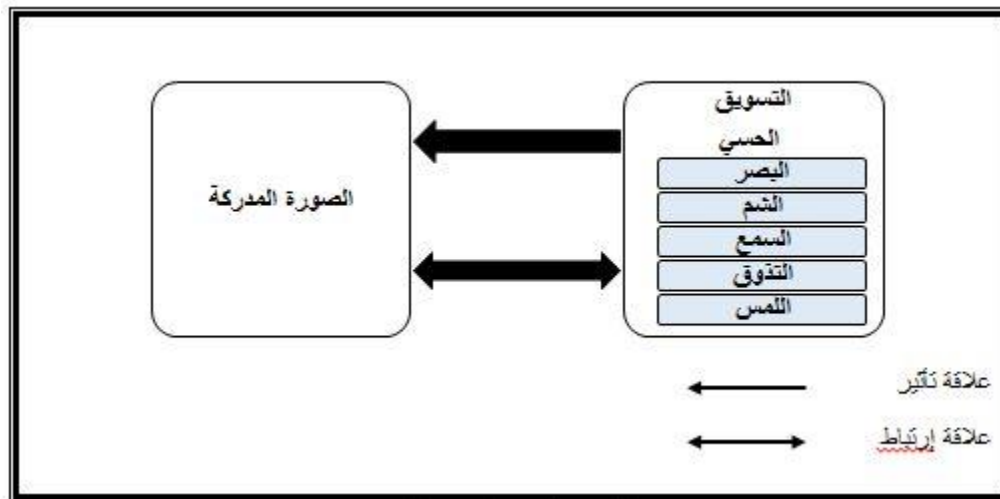 التسويق
الحسي
البصر
الشم
السمع
التذوق
اللمس
الصورة المدركة
علاقة تأثير
علاقة إرتباط